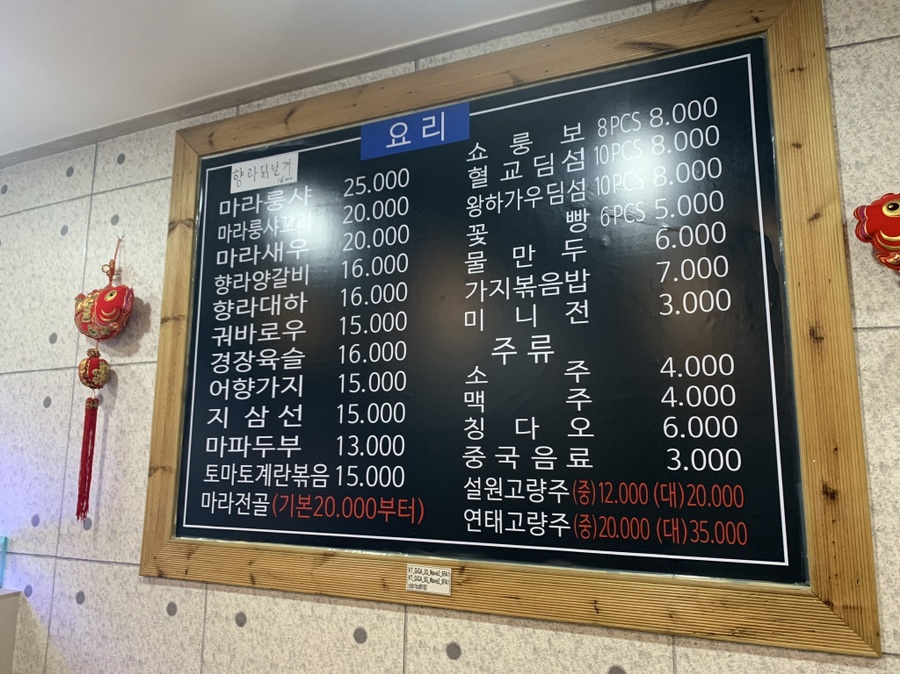 요리
향라닭날개
마라룽샤 25.000
마라룽샤꼬리 20.000
마라새우 20.000
향라양갈비 16.000
향라대하 16.000
궈바로우 15.000
경장육슬 16.000
어향가지 15.000
지 삼 선 15.000
마파두부 13.000
토마토계란볶음 15.000
마라전골 (기본20.000부터)
쇼 룽 보 8PCS 8.000
혈 교 딤 섬 10PCS 8.000
왕하가우딤섬 10PCS 8.000
꽃 빵 6PCS 5.000
물 만 두 6.000
가지볶음밥 7.000
미 니 전 3.000
주 류
소 주 4.000
맥 주 4.000
칭 다 오 6.000
중 국 음 료 3.000
설원고량주 (중) 12.000 (대) 20.000
연태고량주 (중) 20.000 (대) 35.000